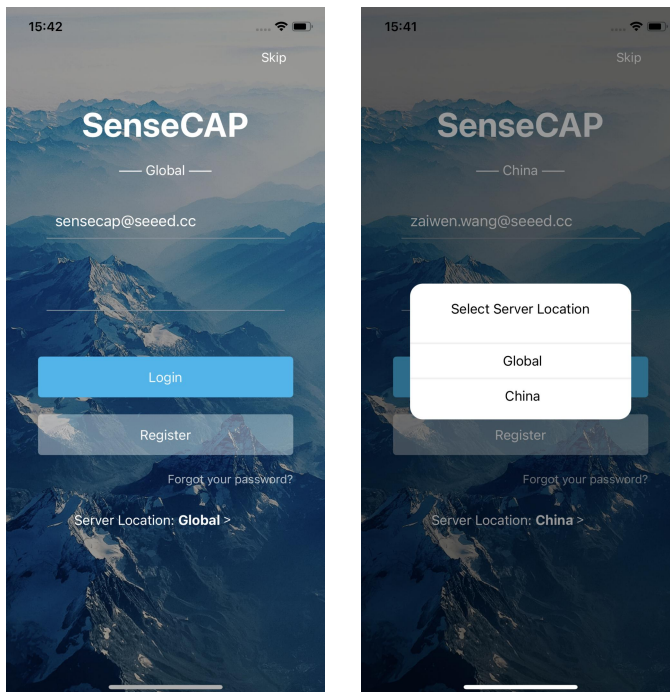 15:42
Skip
SenseCAP
Global
sensecap@seeed.cc
Login
Register
Forgot your password?
Server Location: Global >
15:41
Skip
SenseCAP
China
zaiwen.wang@seeed.cc
Select Server Location
Global
China
Register
Forgot your password?
Server Location: China >